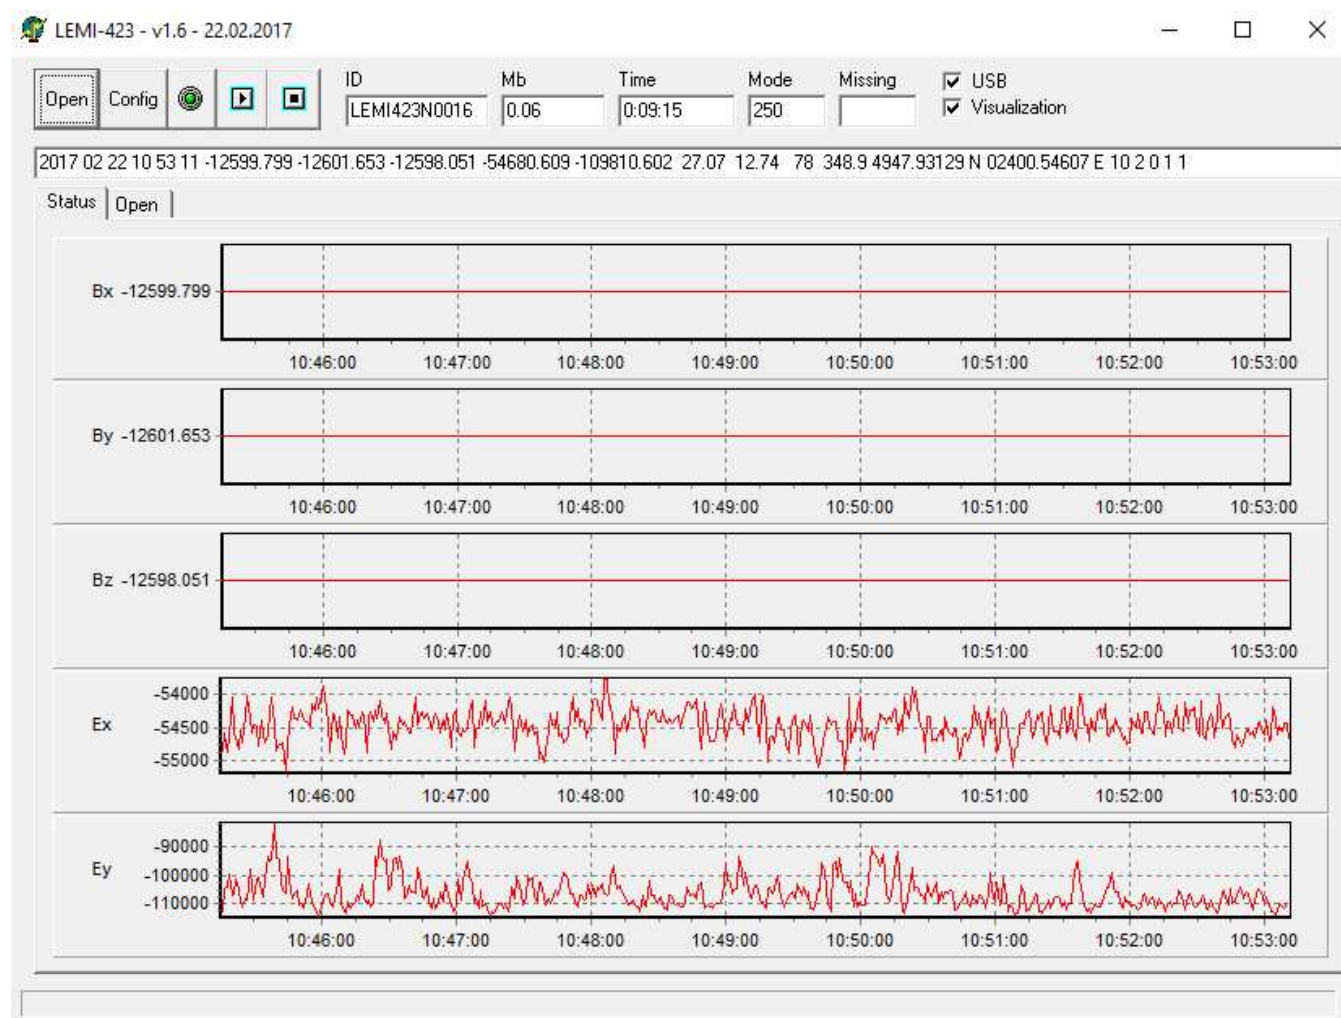 LEMI-423 - v1.6 - 22.02.2017
Open Config ID Mb Time Mode Missing USB
LEMI423N0016 0.06 0:09:15 250 Visualization
2017 02 22 10 53 11 -12599.799 -12601.653 -12598.051 -54680.609 -109810.602 27.07 12.74 78 348.9 4947.93129 N 02400.54607 E 10 2 0 1 1
Status Open
Bx -12599.799
10:46:00 10:47:00 10:48:00 10:49:00 10:50:00 10:51:00 10:52:00 10:53:00
By -12601.653
10:46:00 10:47:00 10:48:00 10:49:00 10:50:00 10:51:00 10:52:00 10:53:00
Bz -12598.051
10:46:00 10:47:00 10:48:00 10:49:00 10:50:00 10:51:00 10:52:00 10:53:00
-54000
Ex -54500
-55000
10:46:00 10:47:00 10:48:00 10:49:00 10:50:00 10:51:00 10:52:00 10:53:00
-90000
Ey -100000
-110000
10:46:00 10:47:00 10:48:00 10:49:00 10:50:00 10:51:00 10:52:00 10:53:00